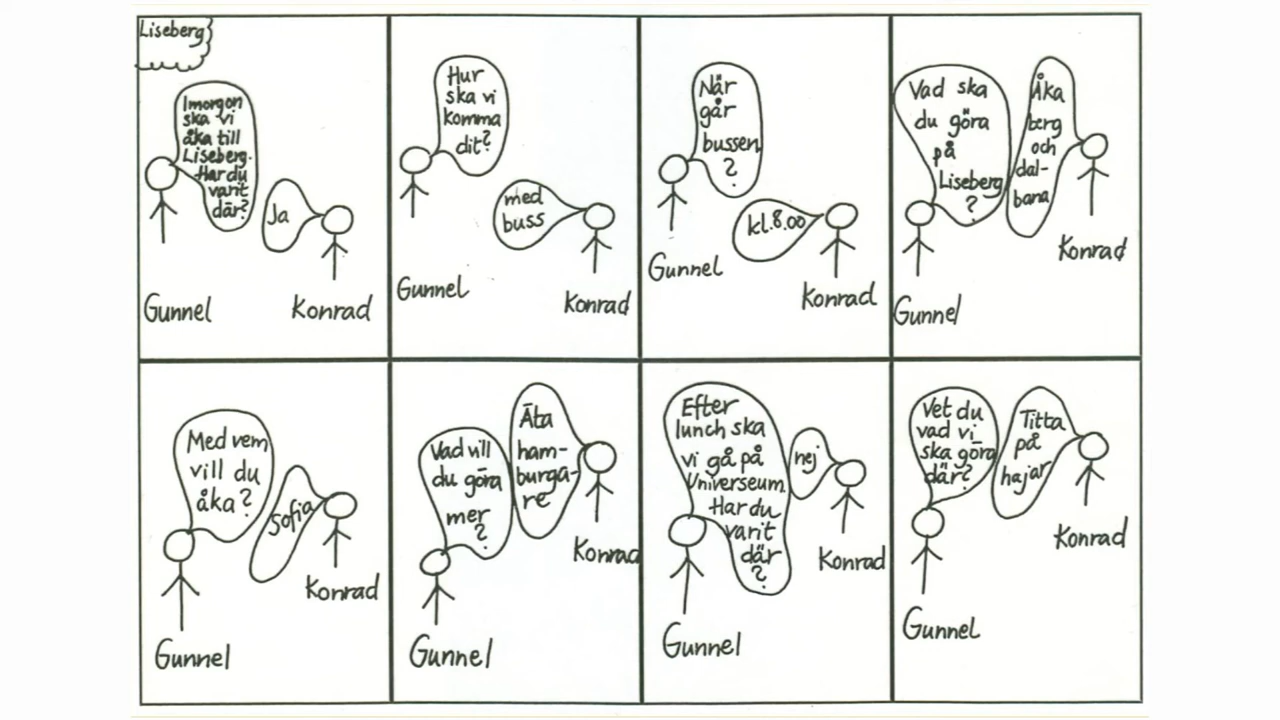 Liseberg
Imorgon
ska vi
åka till
Liseberg.
Har du
varit
där?
Ja
Gunnel
Konrad
Hur
ska vi
komma
dit?
med
buss
Gunnel
Konrad
När
går
bussen
?
kl.8.00
Gunnel
Konrad
Vad ska
du göra
på
Liseberg
?
Åka
berg
och
dal-
bana
Konrad
Gunnel
Med vem
vill du
åka?
Sofia
Konrad
Gunnel
Vad vill
du göra
mer
?
Äta
ham-
burga-
re
Konrad
Gunnel
Efter
lunch ska
vi gå på
Universeum.
Har du
varit
där
?
nej
Konrad
Gunnel
Vet du
vad vi
ska göra
där?
Titta
på
hajar
Konrad
Gunnel